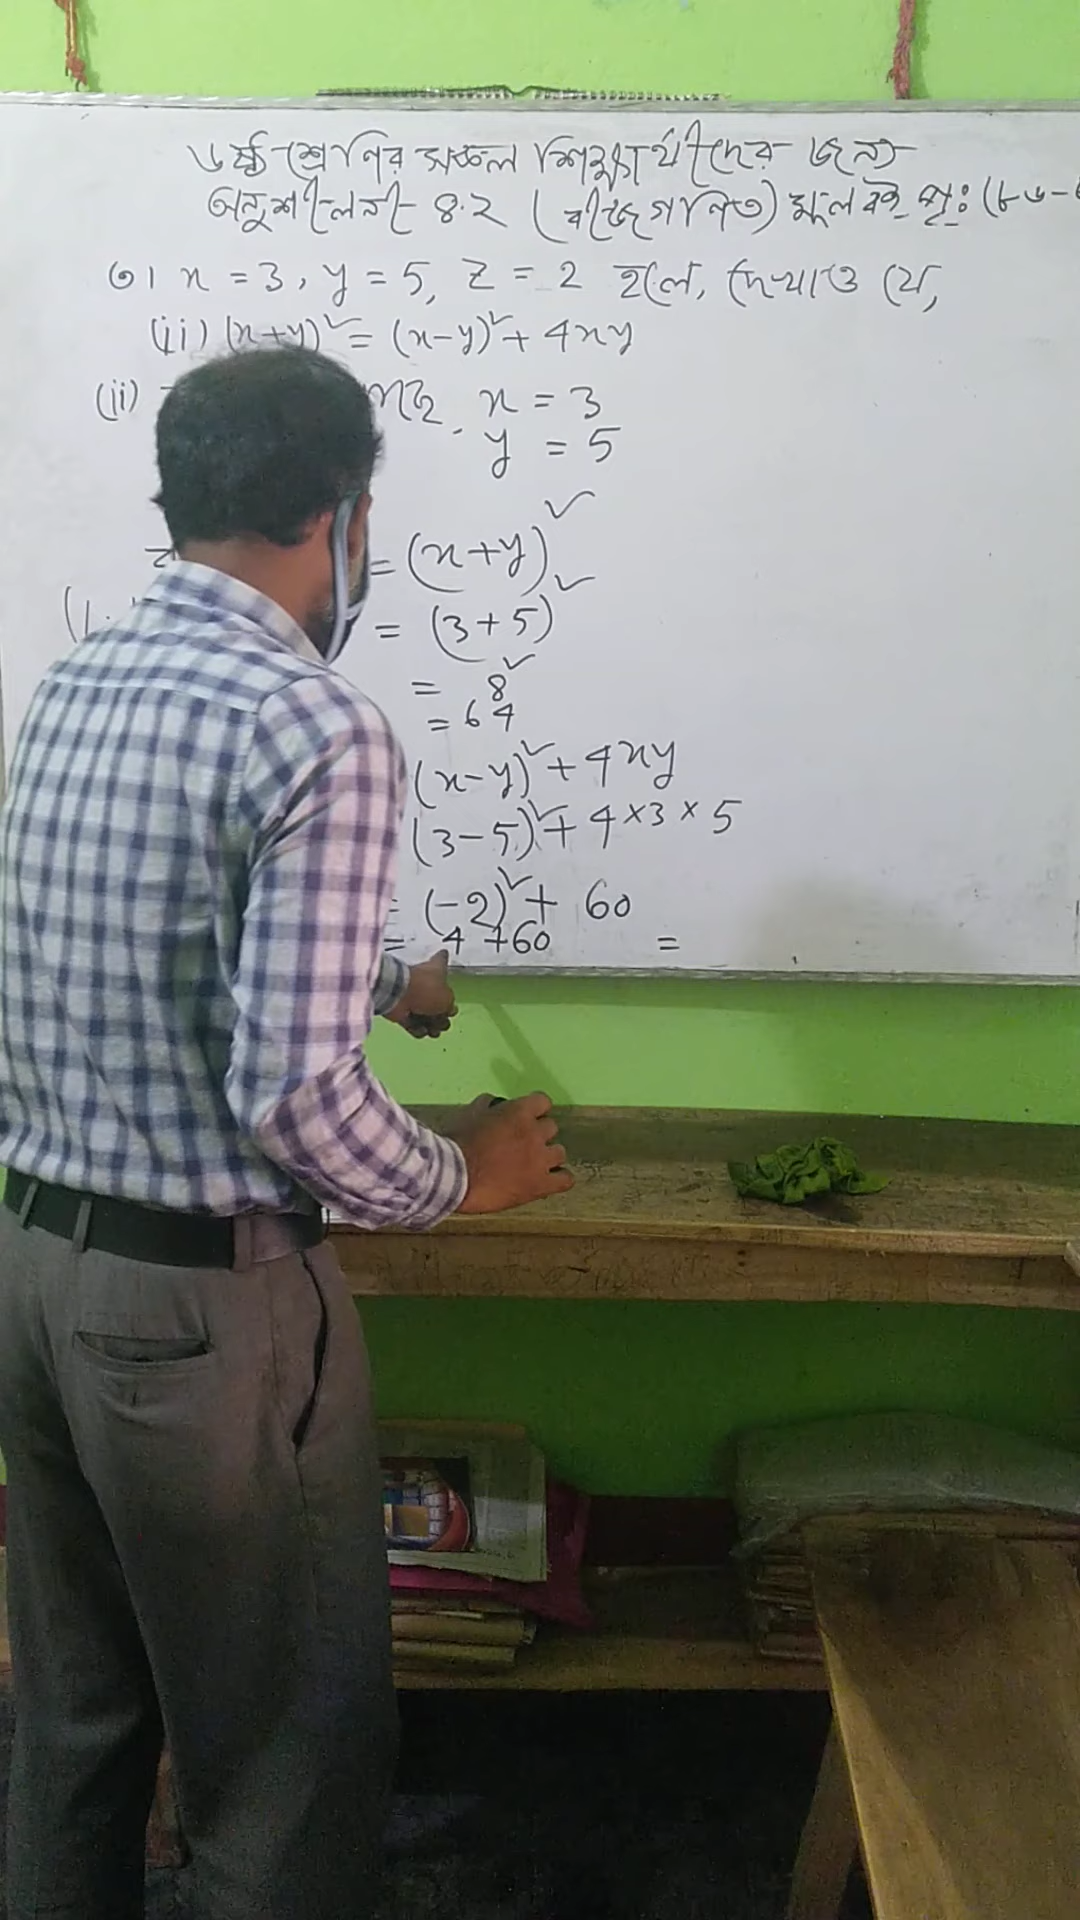 ৬ষ্ঠ শ্রেণির সকল শিক্ষার্থীদের জন্য
অনুশীলনী- ৪.২ (বীজগণিত) মূল বই পৃ: (৮৬-
৩। x = 3, y = 5, z = 2 হলে, দেখাও যে,
(ii) (x+y)² = (x-y)² + 4xy
(ii) x = 3
y = 5
= (x+y)²
= (3+5)²
= 8²
= 64
(x-y)² + 4xy
(3-5)² + 4×3×5
= (-2)² + 60
= 4 +60 =